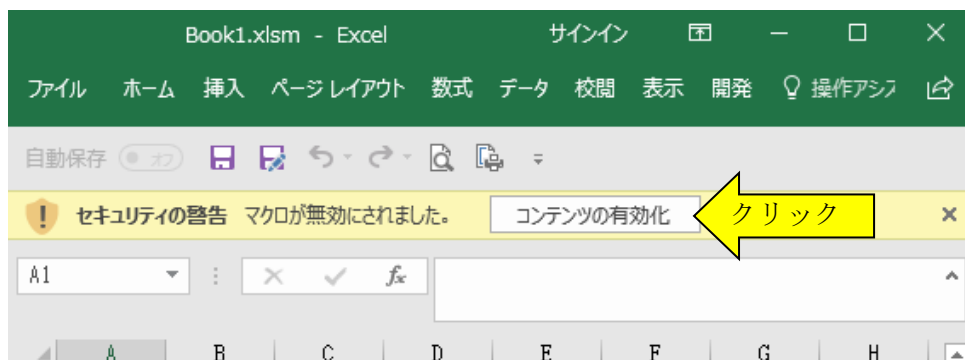 Book1.xlsm - Excel サインイン
ファイル ホーム 挿入 ページ レイアウト 数式 データ 校閲 表示 開発 操作アシ
自動保存 オフ
セキュリティの警告 マクロが無効にされました。 コンテンツの有効化 クリック
A1 fx
A B C D E F G H